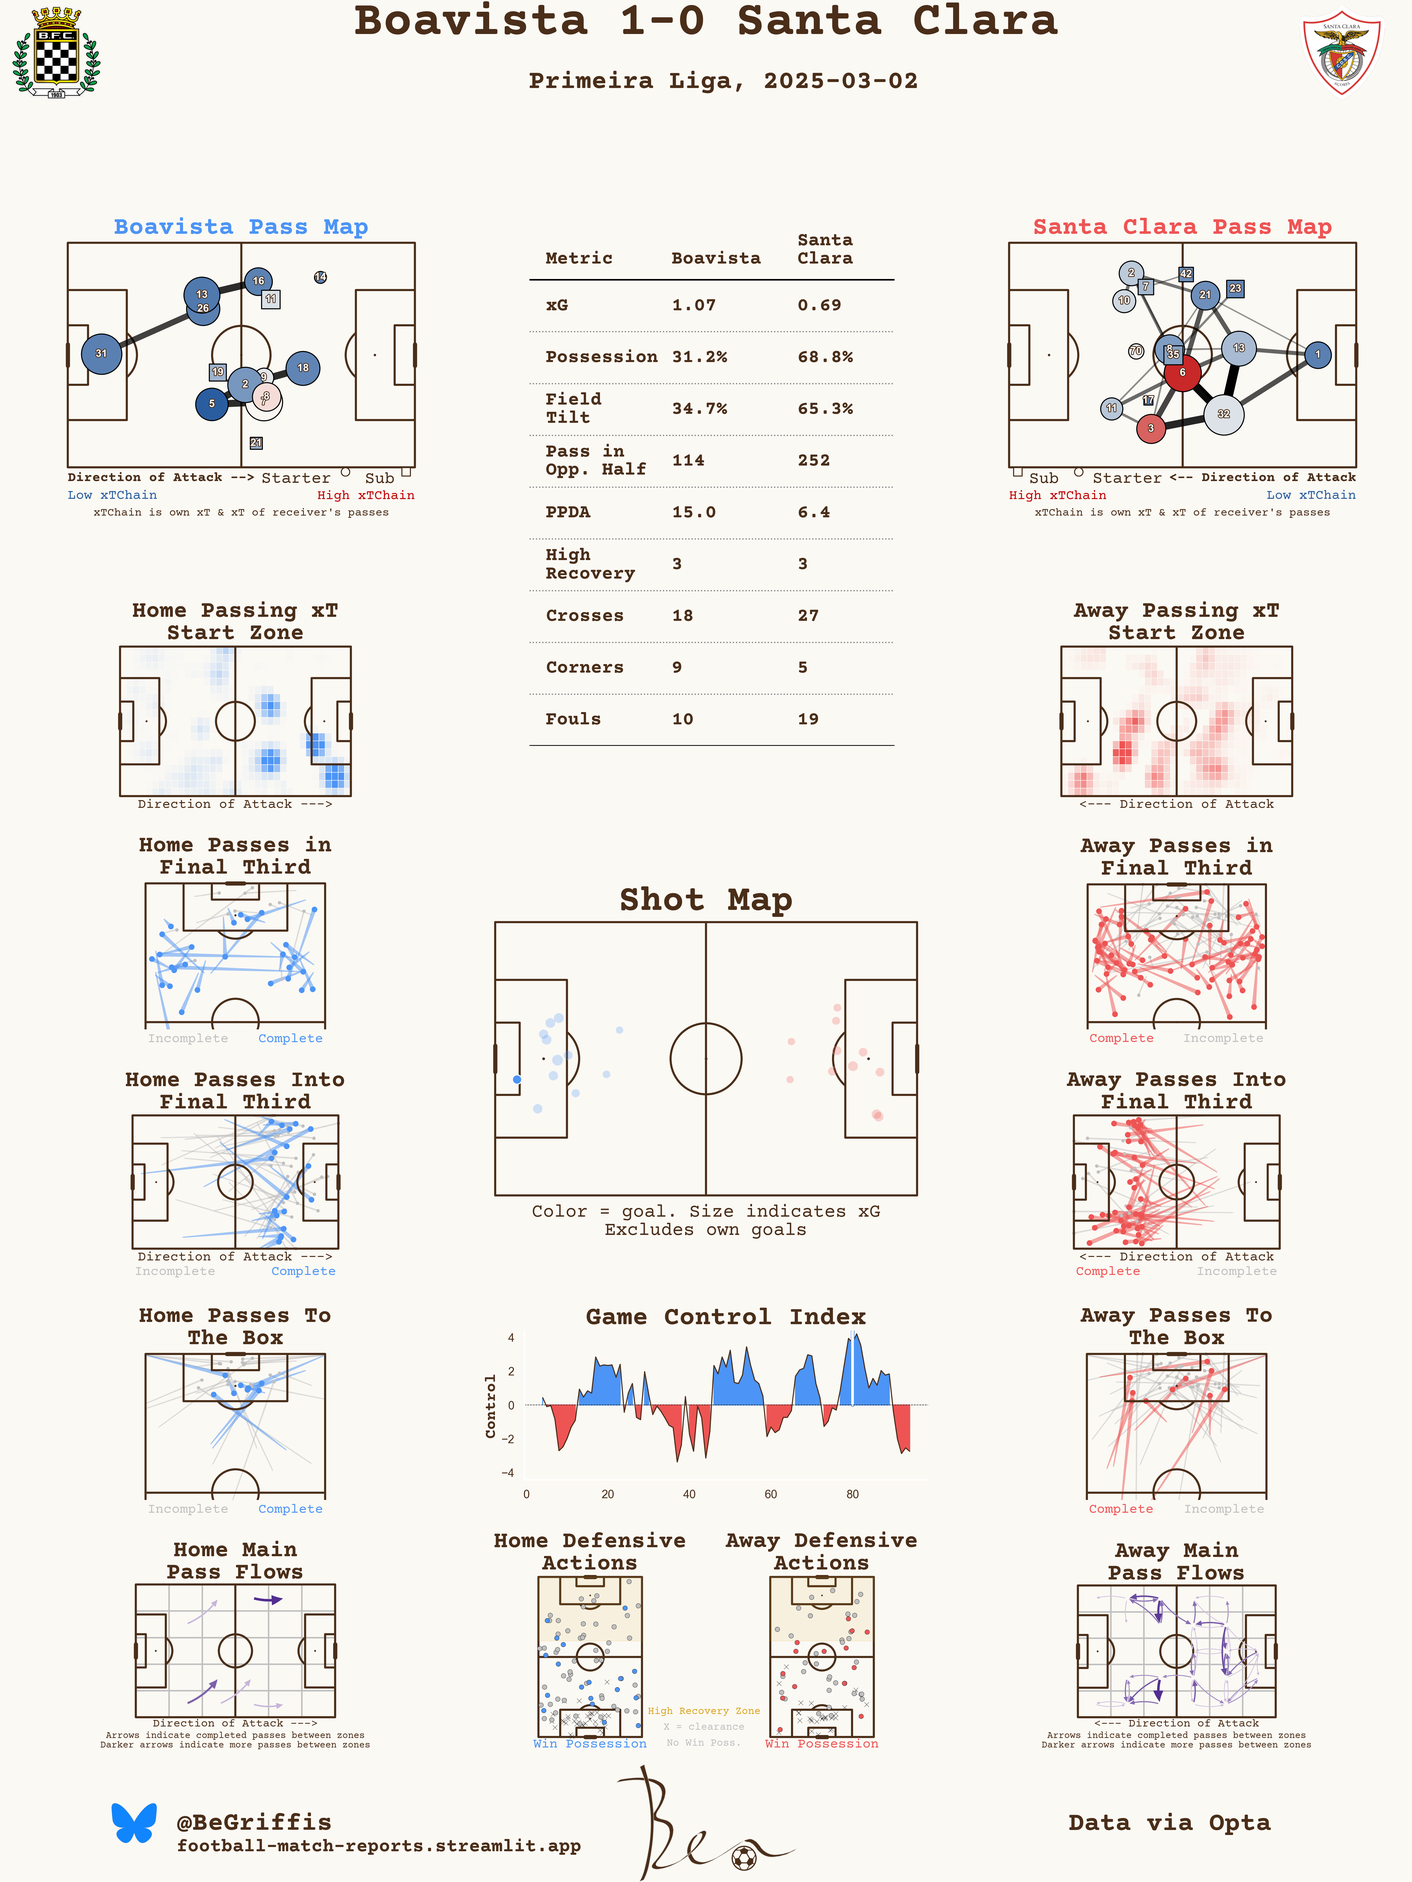 Boavista 1-0 Santa Clara
Primeira Liga, 2025-03-02
B.F.C.
1903
SANTA CLARA
AÇORES
Boavista Pass Map
13
16
14
11
26
31
19
9
18
2
8
7
5
21
Direction of Attack --> Starter Sub
Low xTChain High xTChain
xTChain is own xT & xT of receiver's passes
Metric Boavista Santa Clara
xG 1.07 0.69
Possession 31.2% 68.8%
Field Tilt 34.7% 65.3%
Pass in Opp. Half 114 252
PPDA 15.0 6.4
High Recovery 3 3
Crosses 18 27
Corners 9 5
Fouls 10 19
Santa Clara Pass Map
2
42
7
10
21
23
70
8
35
13
1
6
11
17
32
3
Sub Starter <-- Direction of Attack
High xTChain Low xTChain
xTChain is own xT & xT of receiver's passes
Home Passing xT
Start Zone
Direction of Attack --->
Away Passing xT
Start Zone
<--- Direction of Attack
Home Passes in
Final Third
Incomplete Complete
Away Passes in
Final Third
Complete Incomplete
Shot Map
Color = goal. Size indicates xG
Excludes own goals
Home Passes Into
Final Third
Direction of Attack --->
Incomplete Complete
Away Passes Into
Final Third
<--- Direction of Attack
Complete Incomplete
Home Passes To
The Box
Incomplete Complete
Game Control Index
Control
4
2
0
−2
−4
0 20 40 60 80
Away Passes To
The Box
Complete Incomplete
Home Main
Pass Flows
Direction of Attack --->
Arrows indicate completed passes between zones
Darker arrows indicate more passes between zones
Home Defensive
Actions
Win Possession
Away Defensive
Actions
Win Possession
High Recovery Zone
X = clearance
No Win Poss.
Away Main
Pass Flows
<--- Direction of Attack
Arrows indicate completed passes between zones
Darker arrows indicate more passes between zones
@BeGriffis
football-match-reports.streamlit.app
Ben
Data via Opta